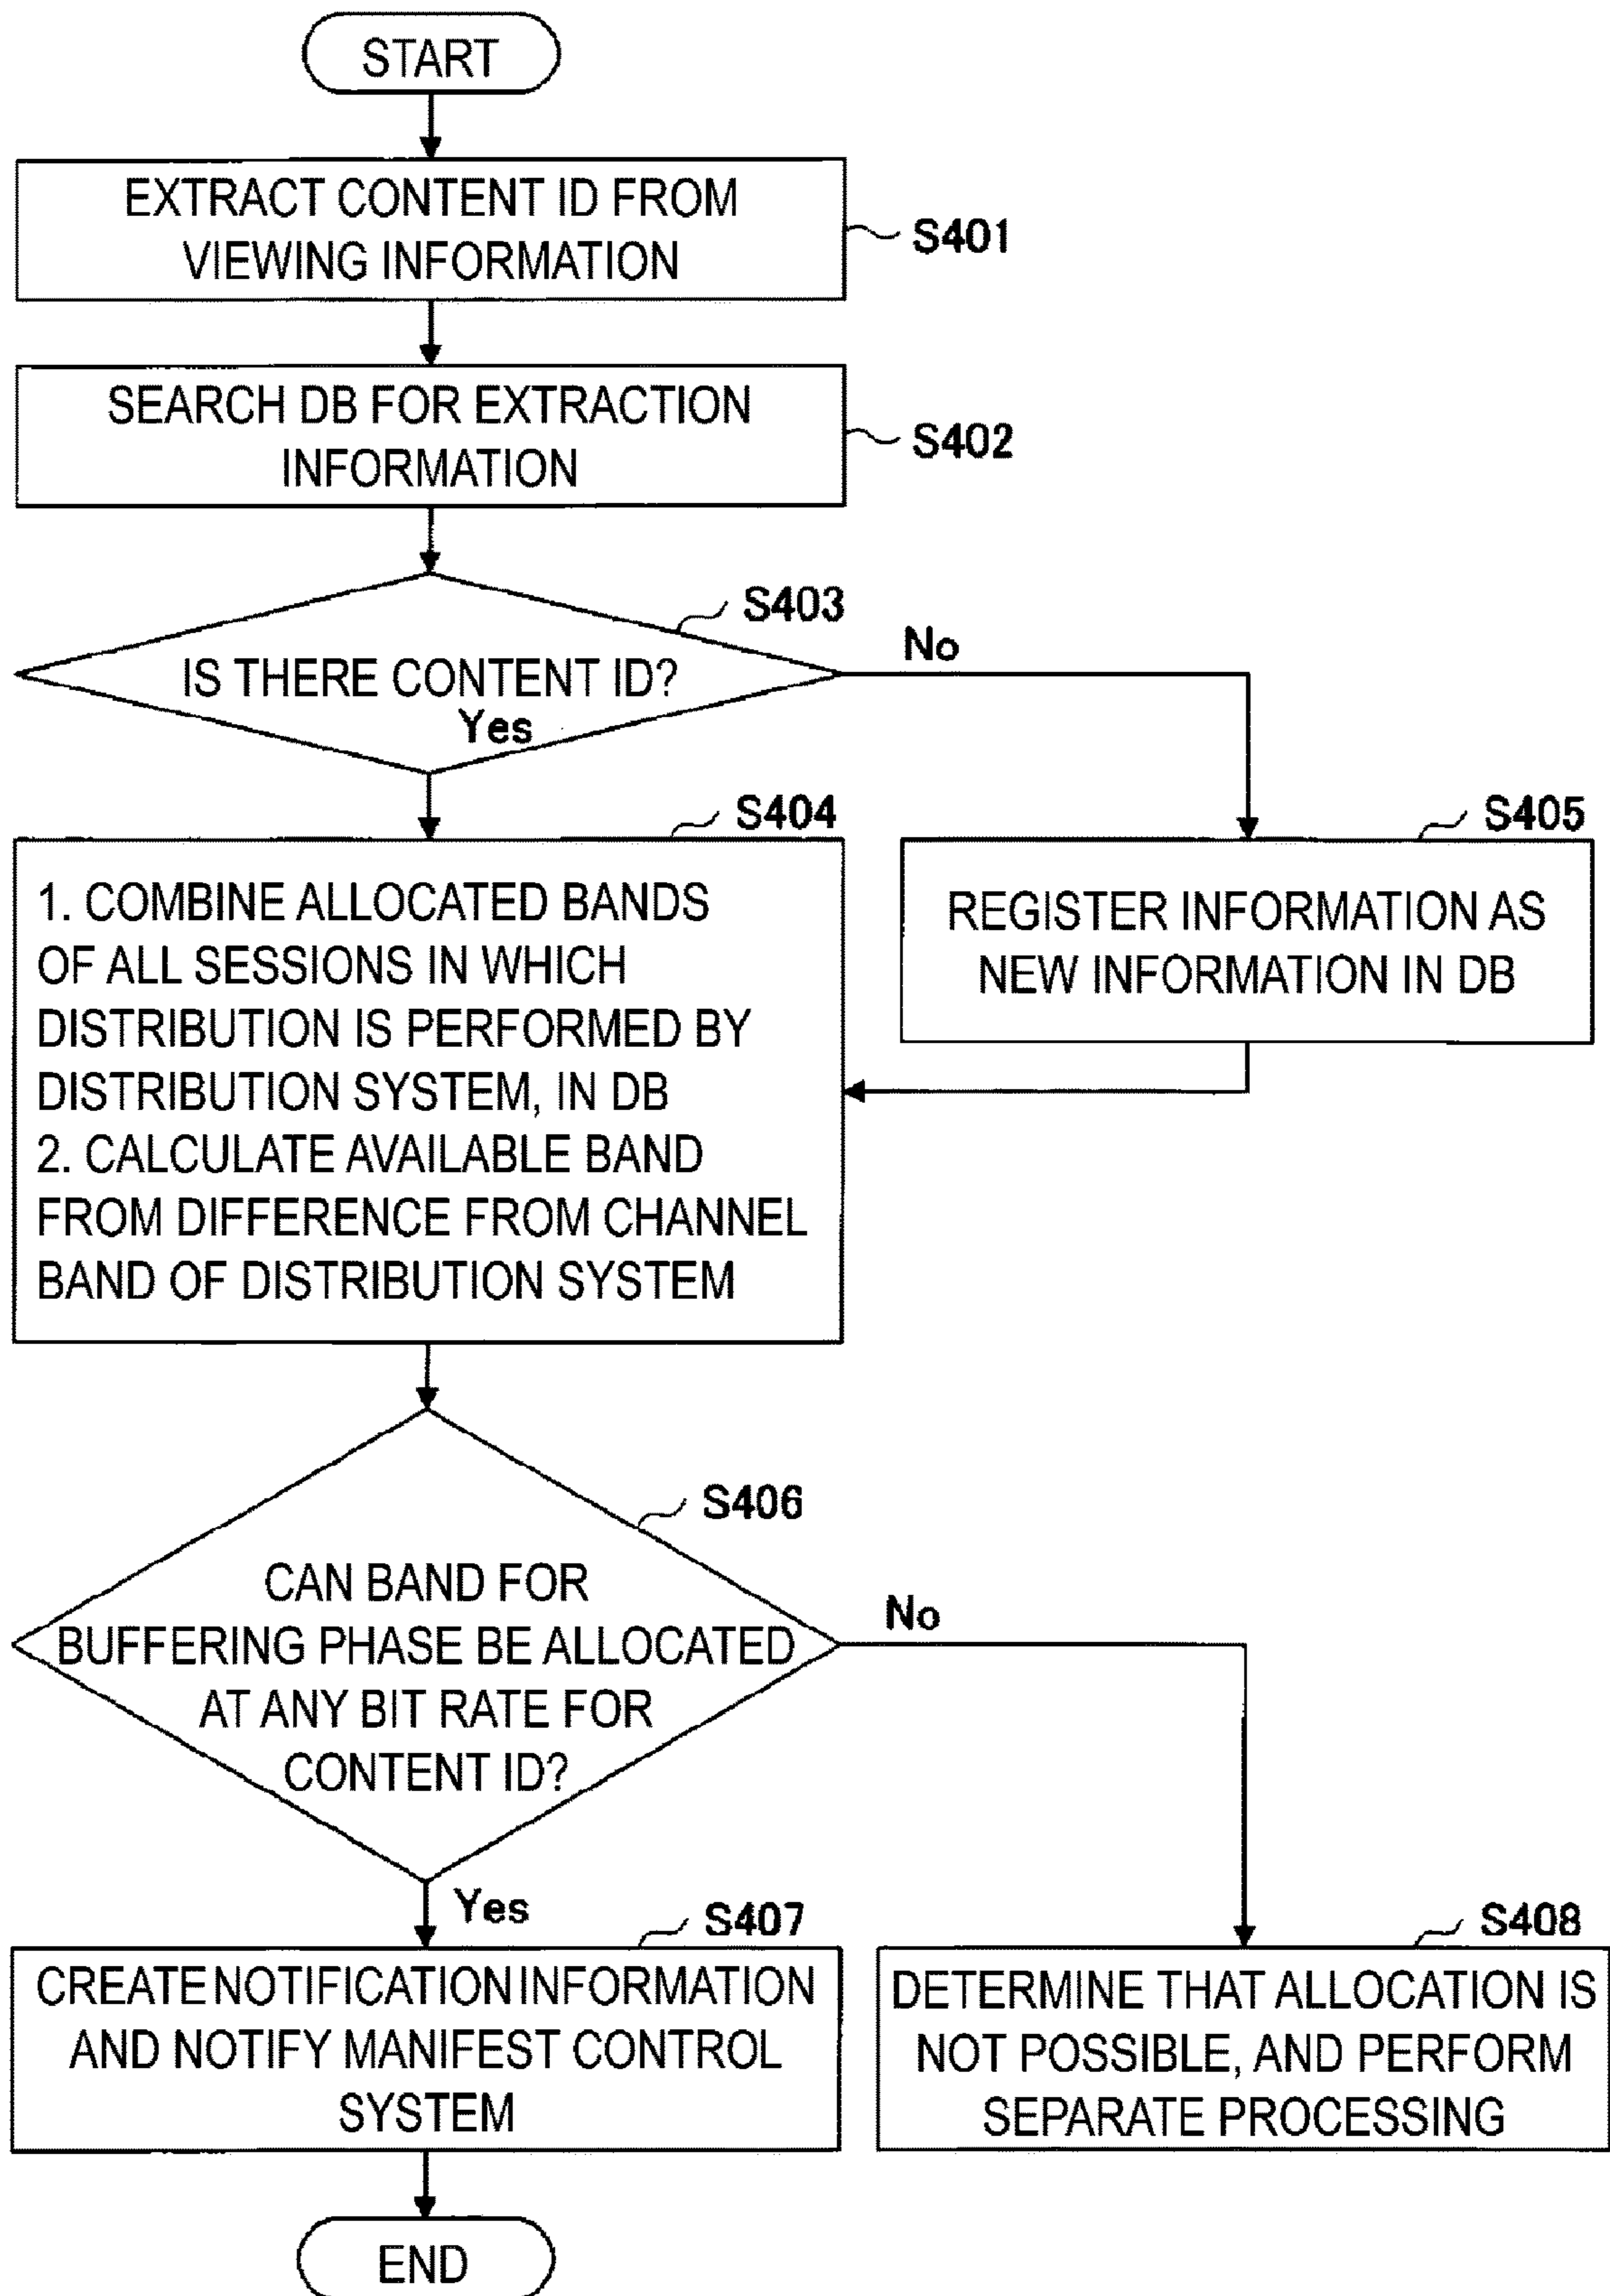 START
EXTRACT CONTENT ID FROM
VIEWING INFORMATION
S401
SEARCH DB FOR EXTRACTION
INFORMATION
S402
S403
IS THERE CONTENT ID?
No
Yes
S404
1. COMBINE ALLOCATED BANDS
OF ALL SESSIONS IN WHICH
DISTRIBUTION IS PERFORMED BY
DISTRIBUTION SYSTEM, IN DB
2. CALCULATE AVAILABLE BAND
FROM DIFFERENCE FROM CHANNEL
BAND OF DISTRIBUTION SYSTEM
S405
REGISTER INFORMATION AS
NEW INFORMATION IN DB
S406
CAN BAND FOR
BUFFERING PHASE BE ALLOCATED
AT ANY BIT RATE FOR
CONTENT ID?
No
Yes
S407
CREATE NOTIFICATION INFORMATION
AND NOTIFY MANIFEST CONTROL
SYSTEM
S408
DETERMINE THAT ALLOCATION IS
NOT POSSIBLE, AND PERFORM
SEPARATE PROCESSING
END